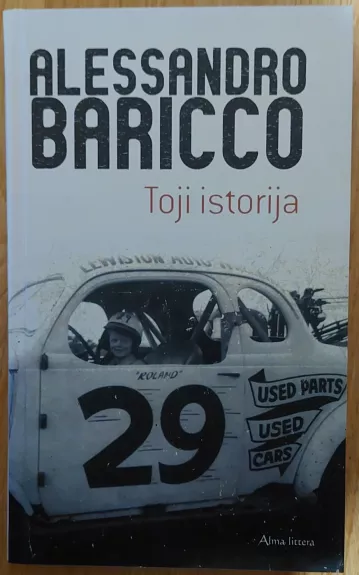 ALESSANDRO
BARICCO
Toji istorija
LEWISTON AUTO
"ROLAND"
29
USED PARTS
USED
CARS
Alma littera